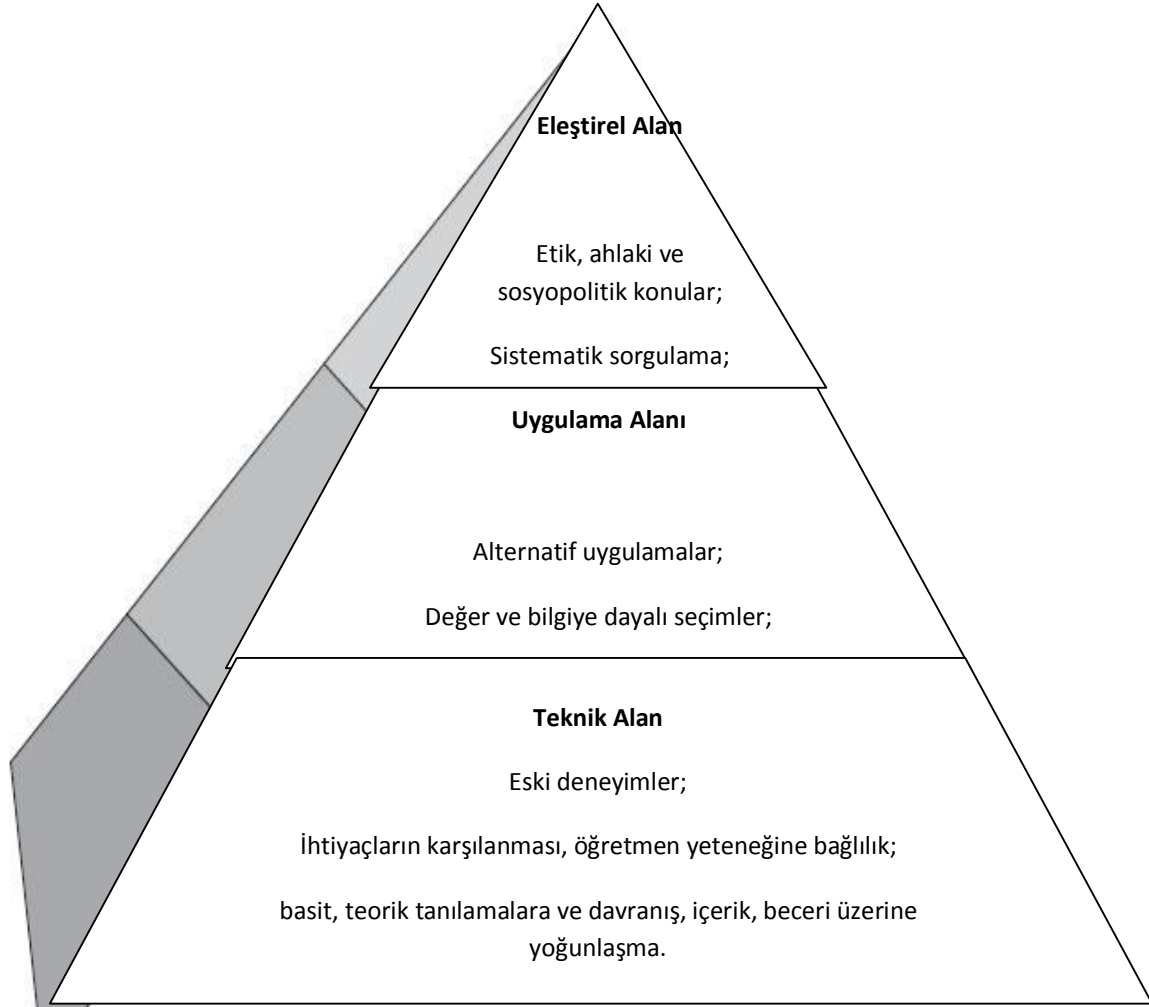 Eleştirel Alan
Etik, ahlaki ve
sosyopolitik konular;
Sistematik sorgulama;
Uygulama Alanı
Alternatif uygulamalar;
Değer ve bilgiye dayalı seçimler;
Teknik Alan
Eski deneyimler;
İhtiyaçların karşılanması, öğretmen yeteneğine bağlılık;
basit, teorik tanılamalara ve davranış, içerik, beceri üzerine
yoğunlaşma.